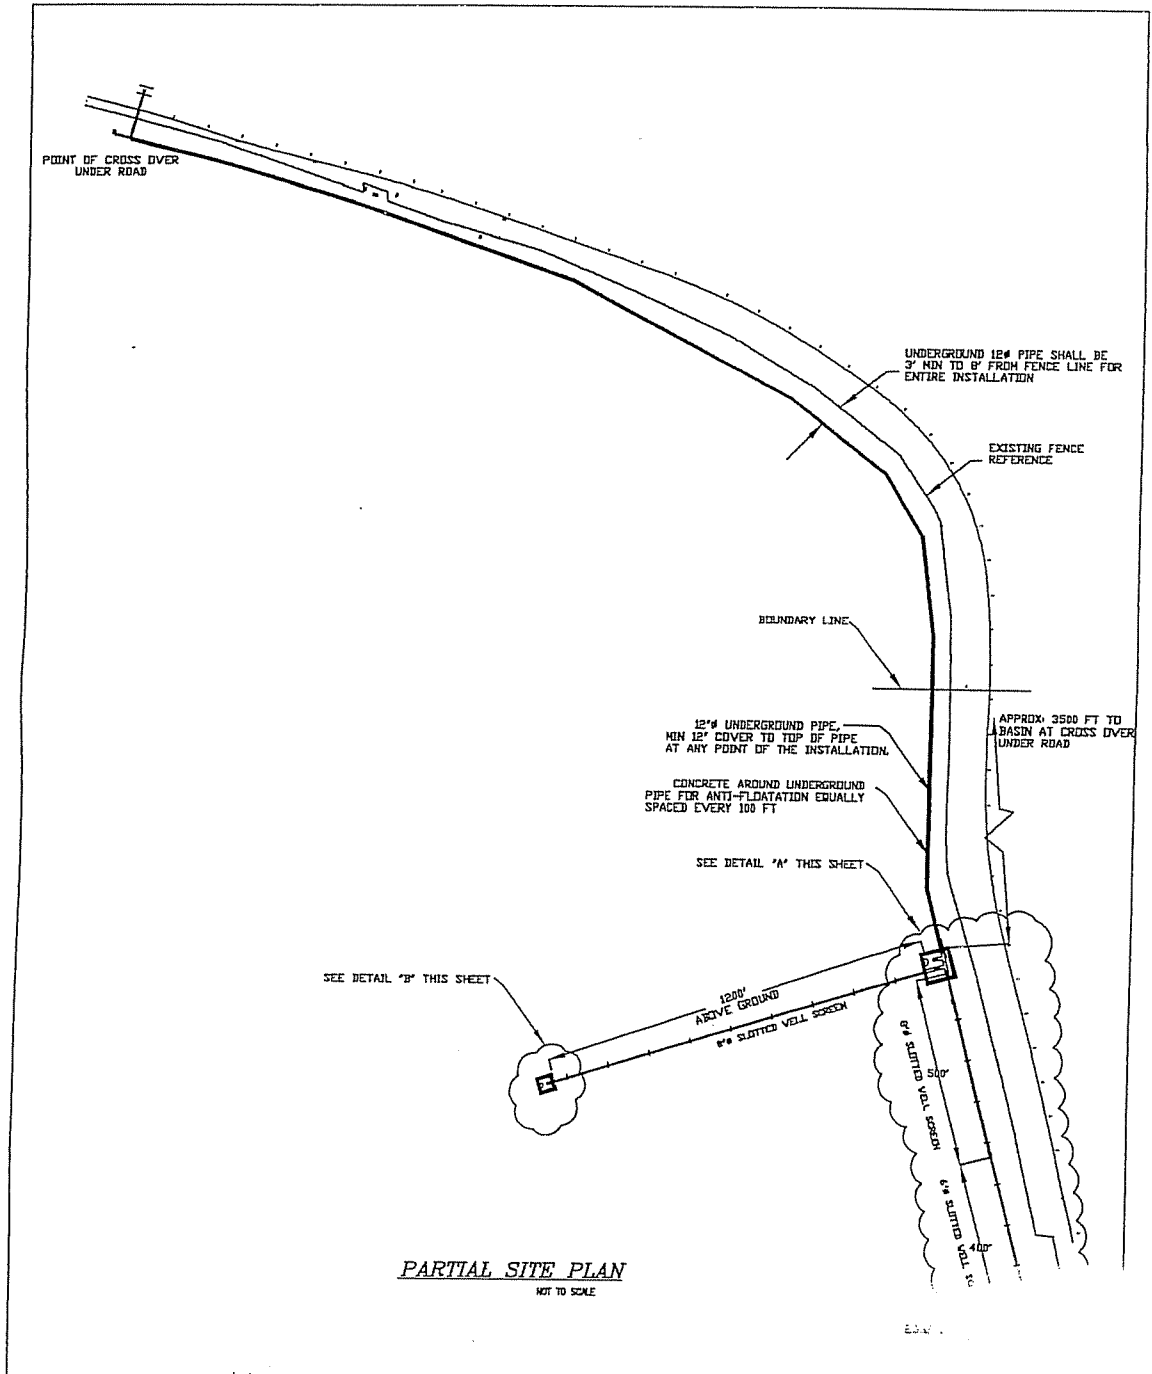 POINT OF CROSS OVER
UNDER ROAD
UNDERGROUND 12"ø PIPE SHALL BE
3' MIN TO 8' FROM FENCE LINE FOR
ENTIRE INSTALLATION
EXISTING FENCE
REFERENCE
BOUNDARY LINE
12"ø UNDERGROUND PIPE,
MIN 12" COVER TO TOP OF PIPE
AT ANY POINT OF THE INSTALLATION.
APPROX: 3500 FT TO
BASIN AT CROSS OVER
UNDER ROAD
CONCRETE AROUND UNDERGROUND
PIPE FOR ANTI-FLOATATION EQUALLY
SPACED EVERY 100 FT
SEE DETAIL "A" THIS SHEET
SEE DETAIL "B" THIS SHEET
1200'
ABOVE GROUND
8"ø SLOTTED WELL SCREEN
8"ø SLOTTED WELL SCREEN
500'
6"ø SLOTTED WELL SC
400'
PARTIAL SITE PLAN
NOT TO SCALE